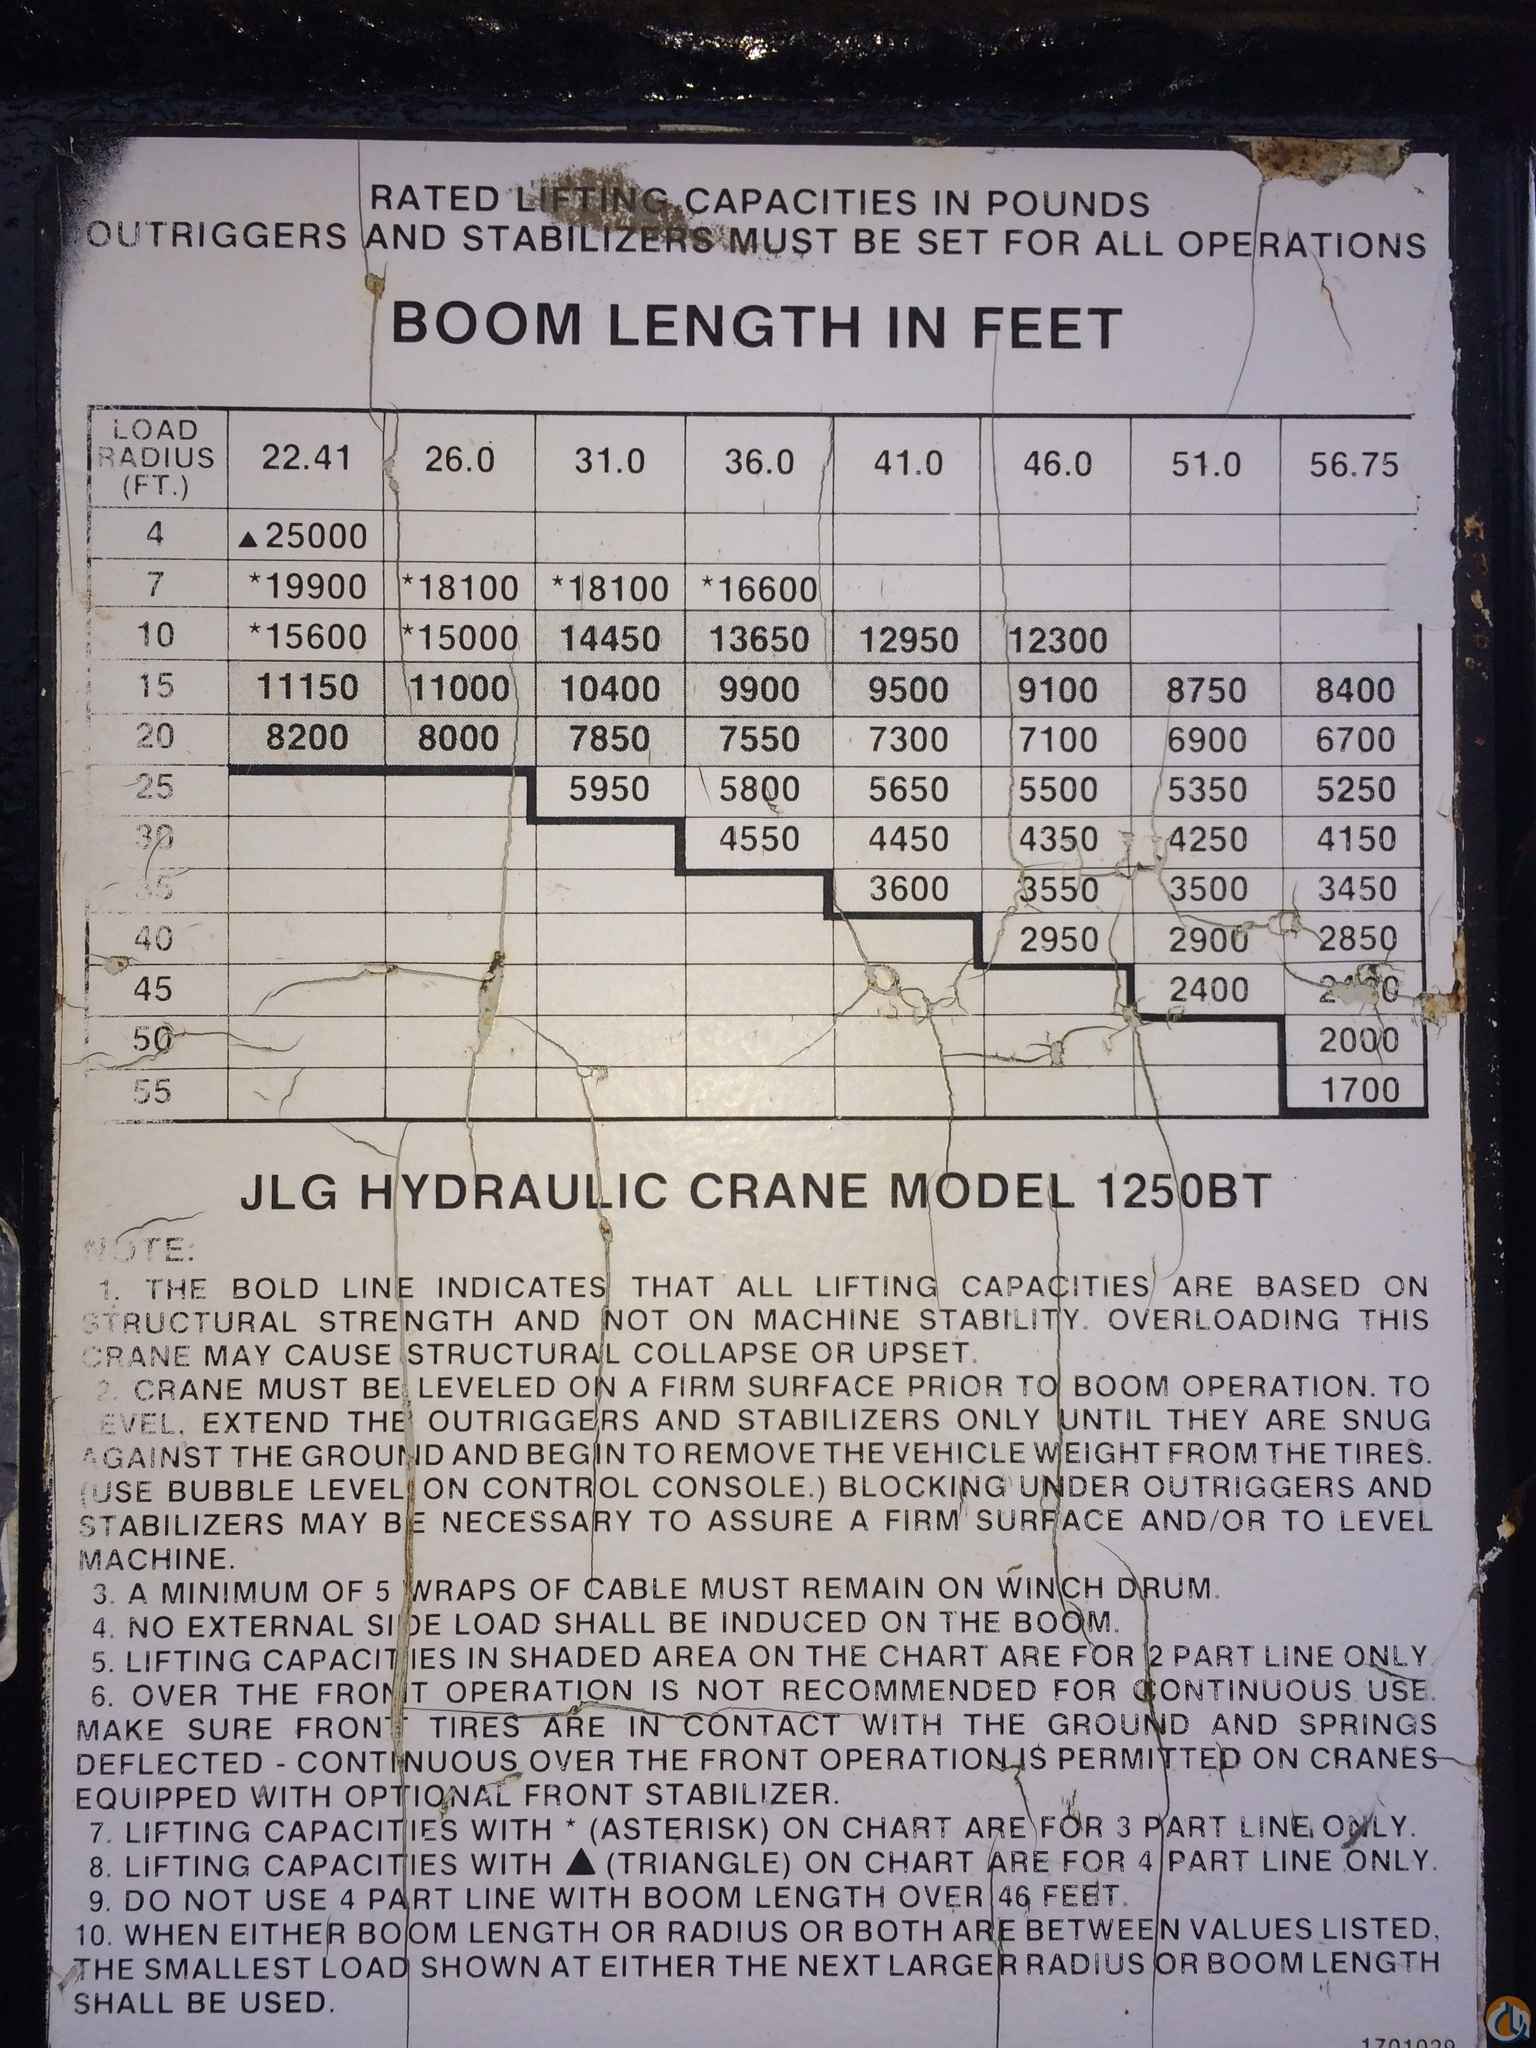 RATED LIFTING CAPACITIES IN POUNDS
OUTRIGGERS AND STABILIZERS MUST BE SET FOR ALL OPERATIONS
BOOM LENGTH IN FEET
LOAD RADIUS (FT.) 22.41 26.0 31.0 36.0 41.0 46.0 51.0 56.75
4 ▲25000
7 *19900 *18100 *18100 *16600
10 *15600 *15000 14450 13650 12950 12300
15 11150 11000 10400 9900 9500 9100 8750 8400
20 8200 8000 7850 7550 7300 7100 6900 6700
25 5950 5800 5650 5500 5350 5250
30 4550 4450 4350 4250 4150
35 3600 3550 3500 3450
40 2950 2900 2850
45 2400
50 2000
55 1700
JLG HYDRAULIC CRANE MODEL 1250BT
NOTE:
1. THE BOLD LINE INDICATES THAT ALL LIFTING CAPACITIES ARE BASED ON
STRUCTURAL STRENGTH AND NOT ON MACHINE STABILITY. OVERLOADING THIS
CRANE MAY CAUSE STRUCTURAL COLLAPSE OR UPSET.
2. CRANE MUST BE LEVELED ON A FIRM SURFACE PRIOR TO BOOM OPERATION. TO
LEVEL, EXTEND THE OUTRIGGERS AND STABILIZERS ONLY UNTIL THEY ARE SNUG
AGAINST THE GROUND AND BEGIN TO REMOVE THE VEHICLE WEIGHT FROM THE TIRES.
(USE BUBBLE LEVEL ON CONTROL CONSOLE.) BLOCKING UNDER OUTRIGGERS AND
STABILIZERS MAY BE NECESSARY TO ASSURE A FIRM SURFACE AND/OR TO LEVEL
MACHINE.
3. A MINIMUM OF 5 WRAPS OF CABLE MUST REMAIN ON WINCH DRUM.
4. NO EXTERNAL SIDE LOAD SHALL BE INDUCED ON THE BOOM.
5. LIFTING CAPACITIES IN SHADED AREA ON THE CHART ARE FOR 2 PART LINE ONLY.
6. OVER THE FRONT OPERATION IS NOT RECOMMENDED FOR CONTINUOUS USE.
MAKE SURE FRONT TIRES ARE IN CONTACT WITH THE GROUND AND SPRINGS
DEFLECTED - CONTINUOUS OVER THE FRONT OPERATION IS PERMITTED ON CRANES
EQUIPPED WITH OPTIONAL FRONT STABILIZER.
7. LIFTING CAPACITIES WITH * (ASTERISK) ON CHART ARE FOR 3 PART LINE ONLY.
8. LIFTING CAPACITIES WITH ▲ (TRIANGLE) ON CHART ARE FOR 4 PART LINE ONLY.
9. DO NOT USE 4 PART LINE WITH BOOM LENGTH OVER 46 FEET.
10. WHEN EITHER BOOM LENGTH OR RADIUS OR BOTH ARE BETWEEN VALUES LISTED,
THE SMALLEST LOAD SHOWN AT EITHER THE NEXT LARGER RADIUS OR BOOM LENGTH
SHALL BE USED.